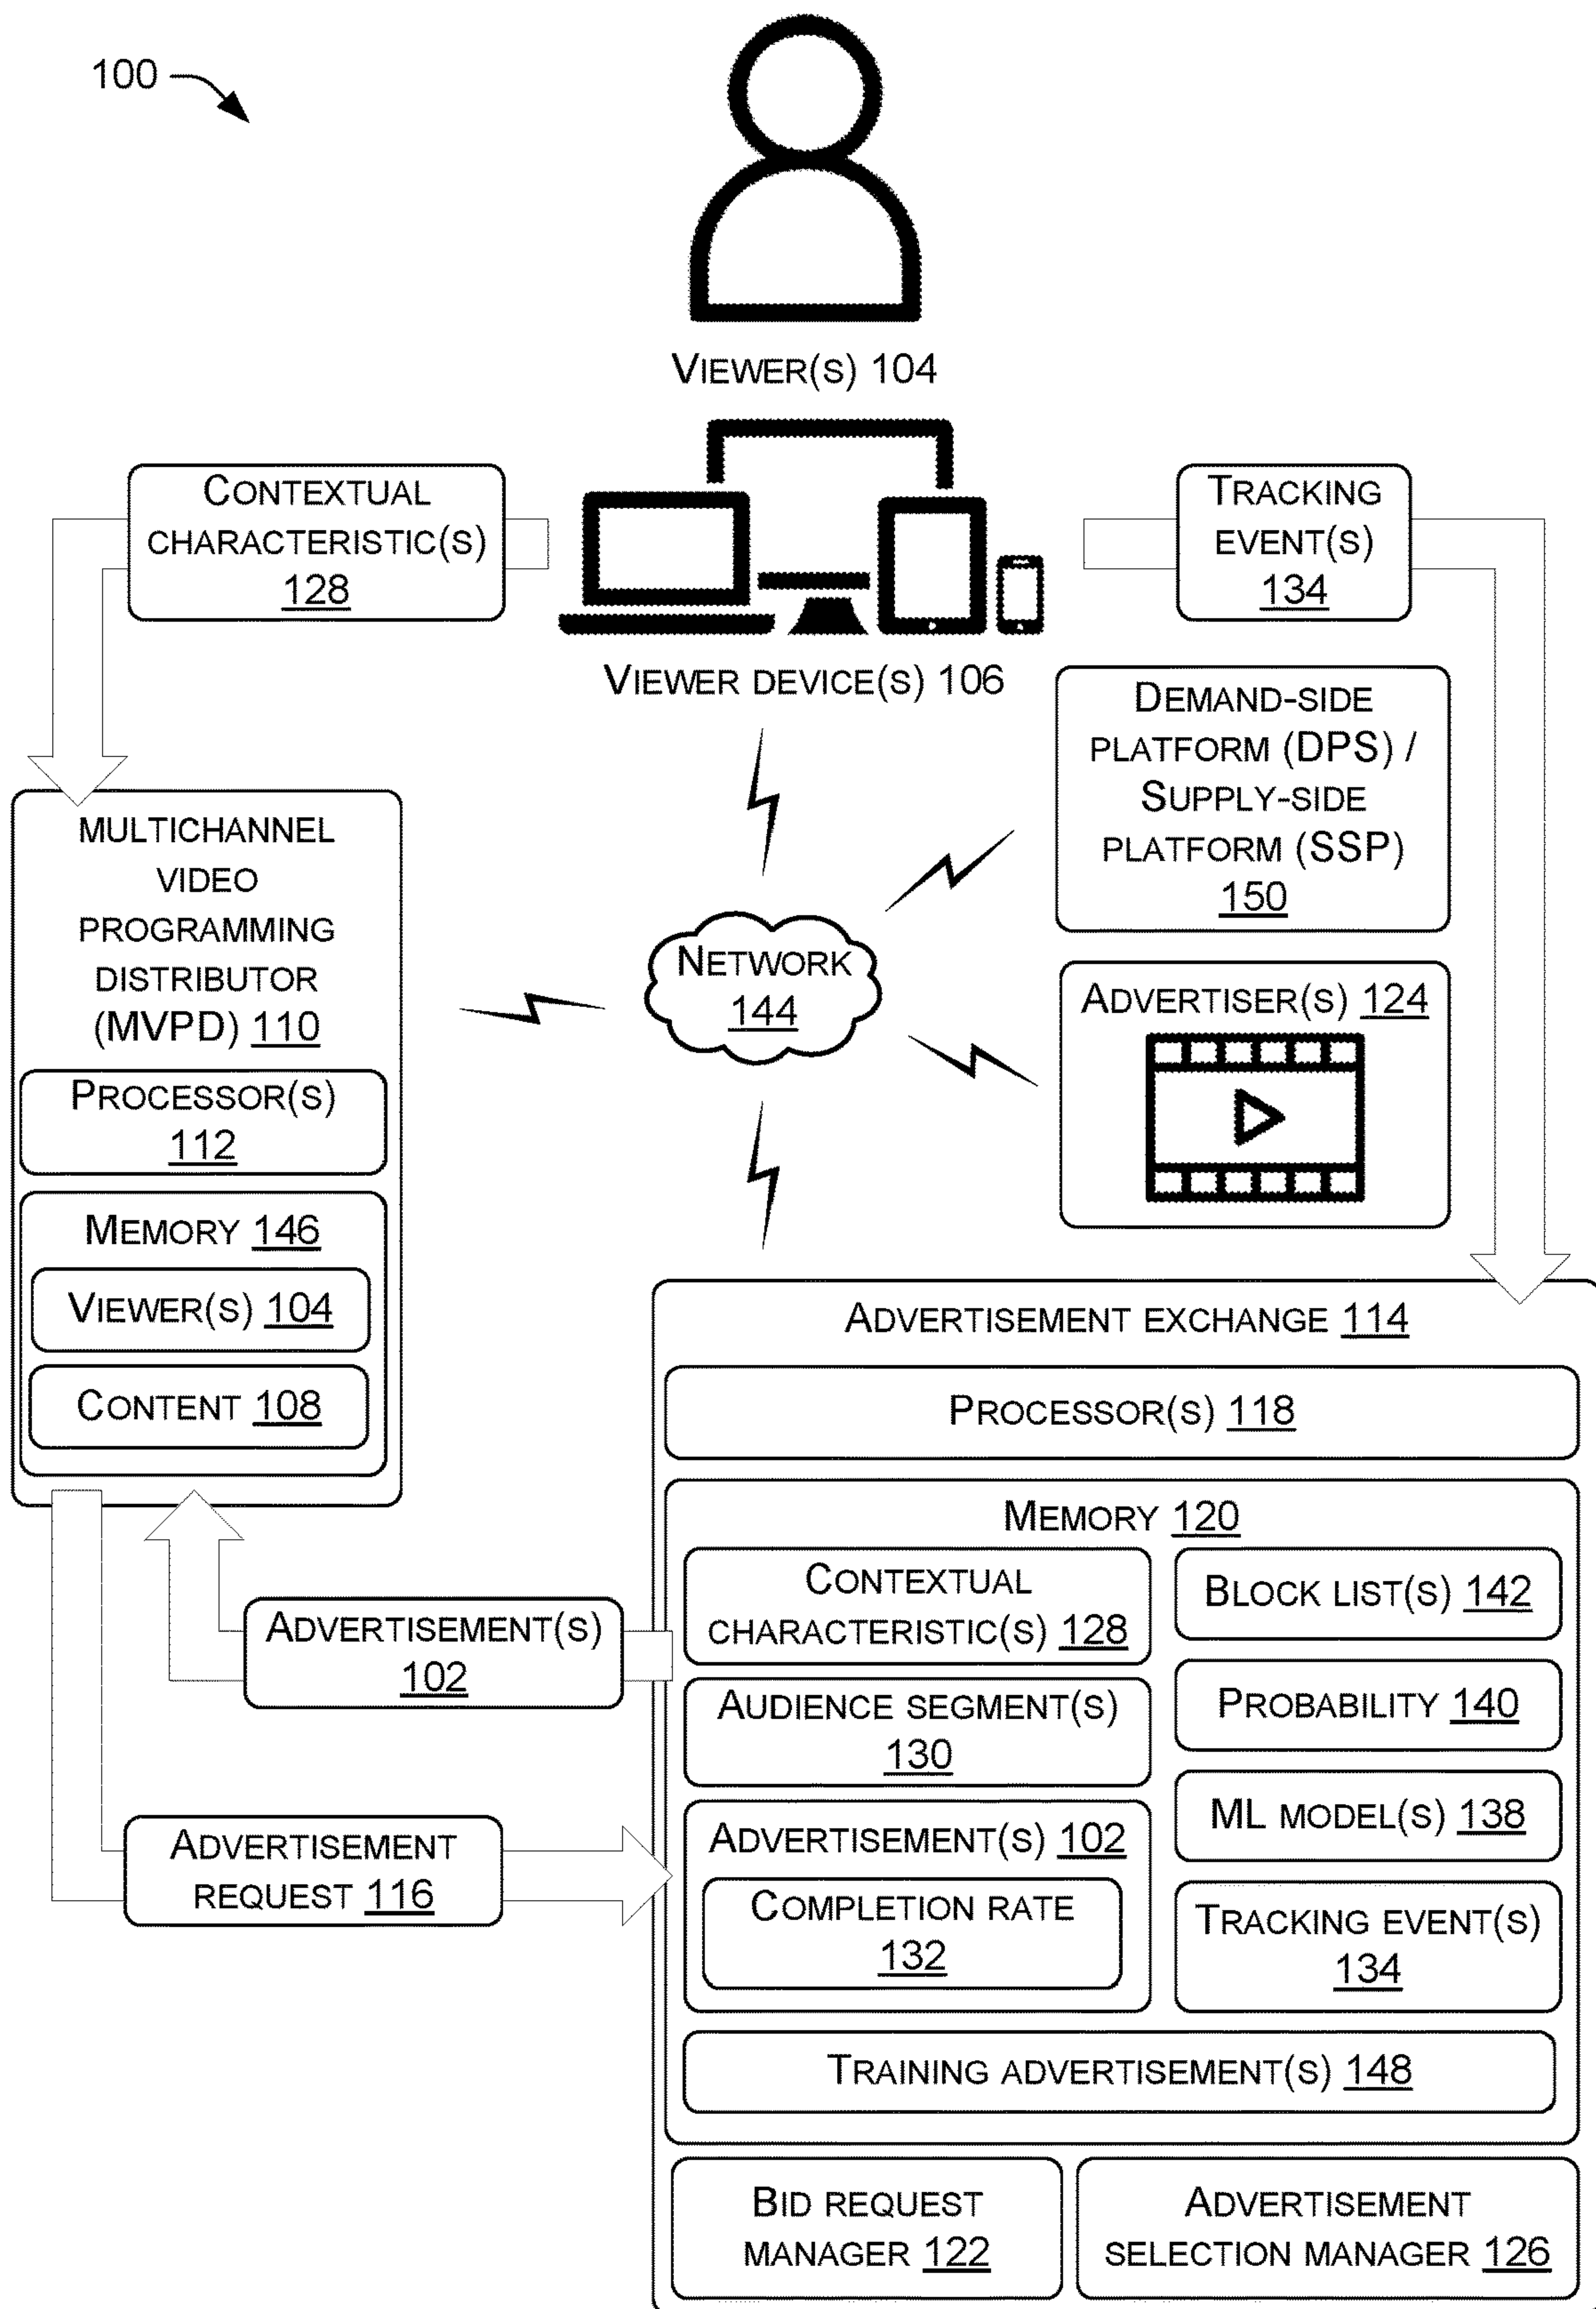 100
VIEWER(S) 104
CONTEXTUAL
CHARACTERISTIC(S)
128
TRACKING
EVENT(S)
134
VIEWER DEVICE(S) 106
DEMAND-SIDE
PLATFORM (DPS) /
SUPPLY-SIDE
PLATFORM (SSP)
150
MULTICHANNEL
VIDEO
PROGRAMMING
DISTRIBUTOR
(MVPD) 110
NETWORK
144
ADVERTISER(S) 124
PROCESSOR(S)
112
MEMORY 146
VIEWER(S) 104
CONTENT 108
ADVERTISEMENT EXCHANGE 114
PROCESSOR(S) 118
MEMORY 120
CONTEXTUAL
CHARACTERISTIC(S) 128
BLOCK LIST(S) 142
ADVERTISEMENT(S)
102
AUDIENCE SEGMENT(S)
130
PROBABILITY 140
ADVERTISEMENT
REQUEST 116
ADVERTISEMENT(S) 102
COMPLETION RATE
132
ML MODEL(S) 138
TRACKING EVENT(S)
134
TRAINING ADVERTISEMENT(S) 148
BID REQUEST
MANAGER 122
ADVERTISEMENT
SELECTION MANAGER 126